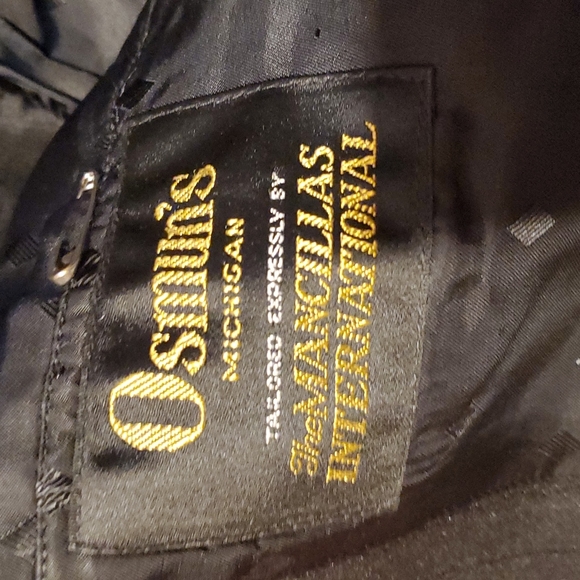 Osmun's
MICHIGAN
TAILORED EXPRESSLY BY
The MANCILLAS
INTERNATIONAL